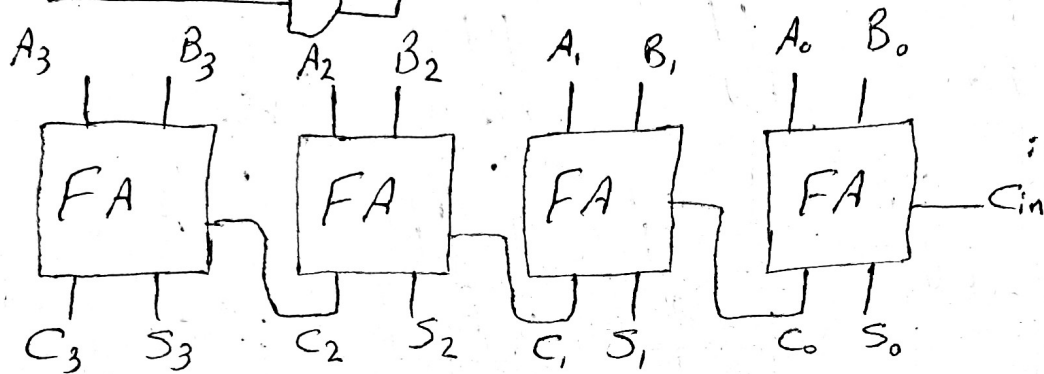 A₃ B₃ A₂ B₂ A₁ B₁ A₀ B₀
FA FA FA FA Cin
C₃ S₃ C₂ S₂ C₁ S₁ C₀ S₀